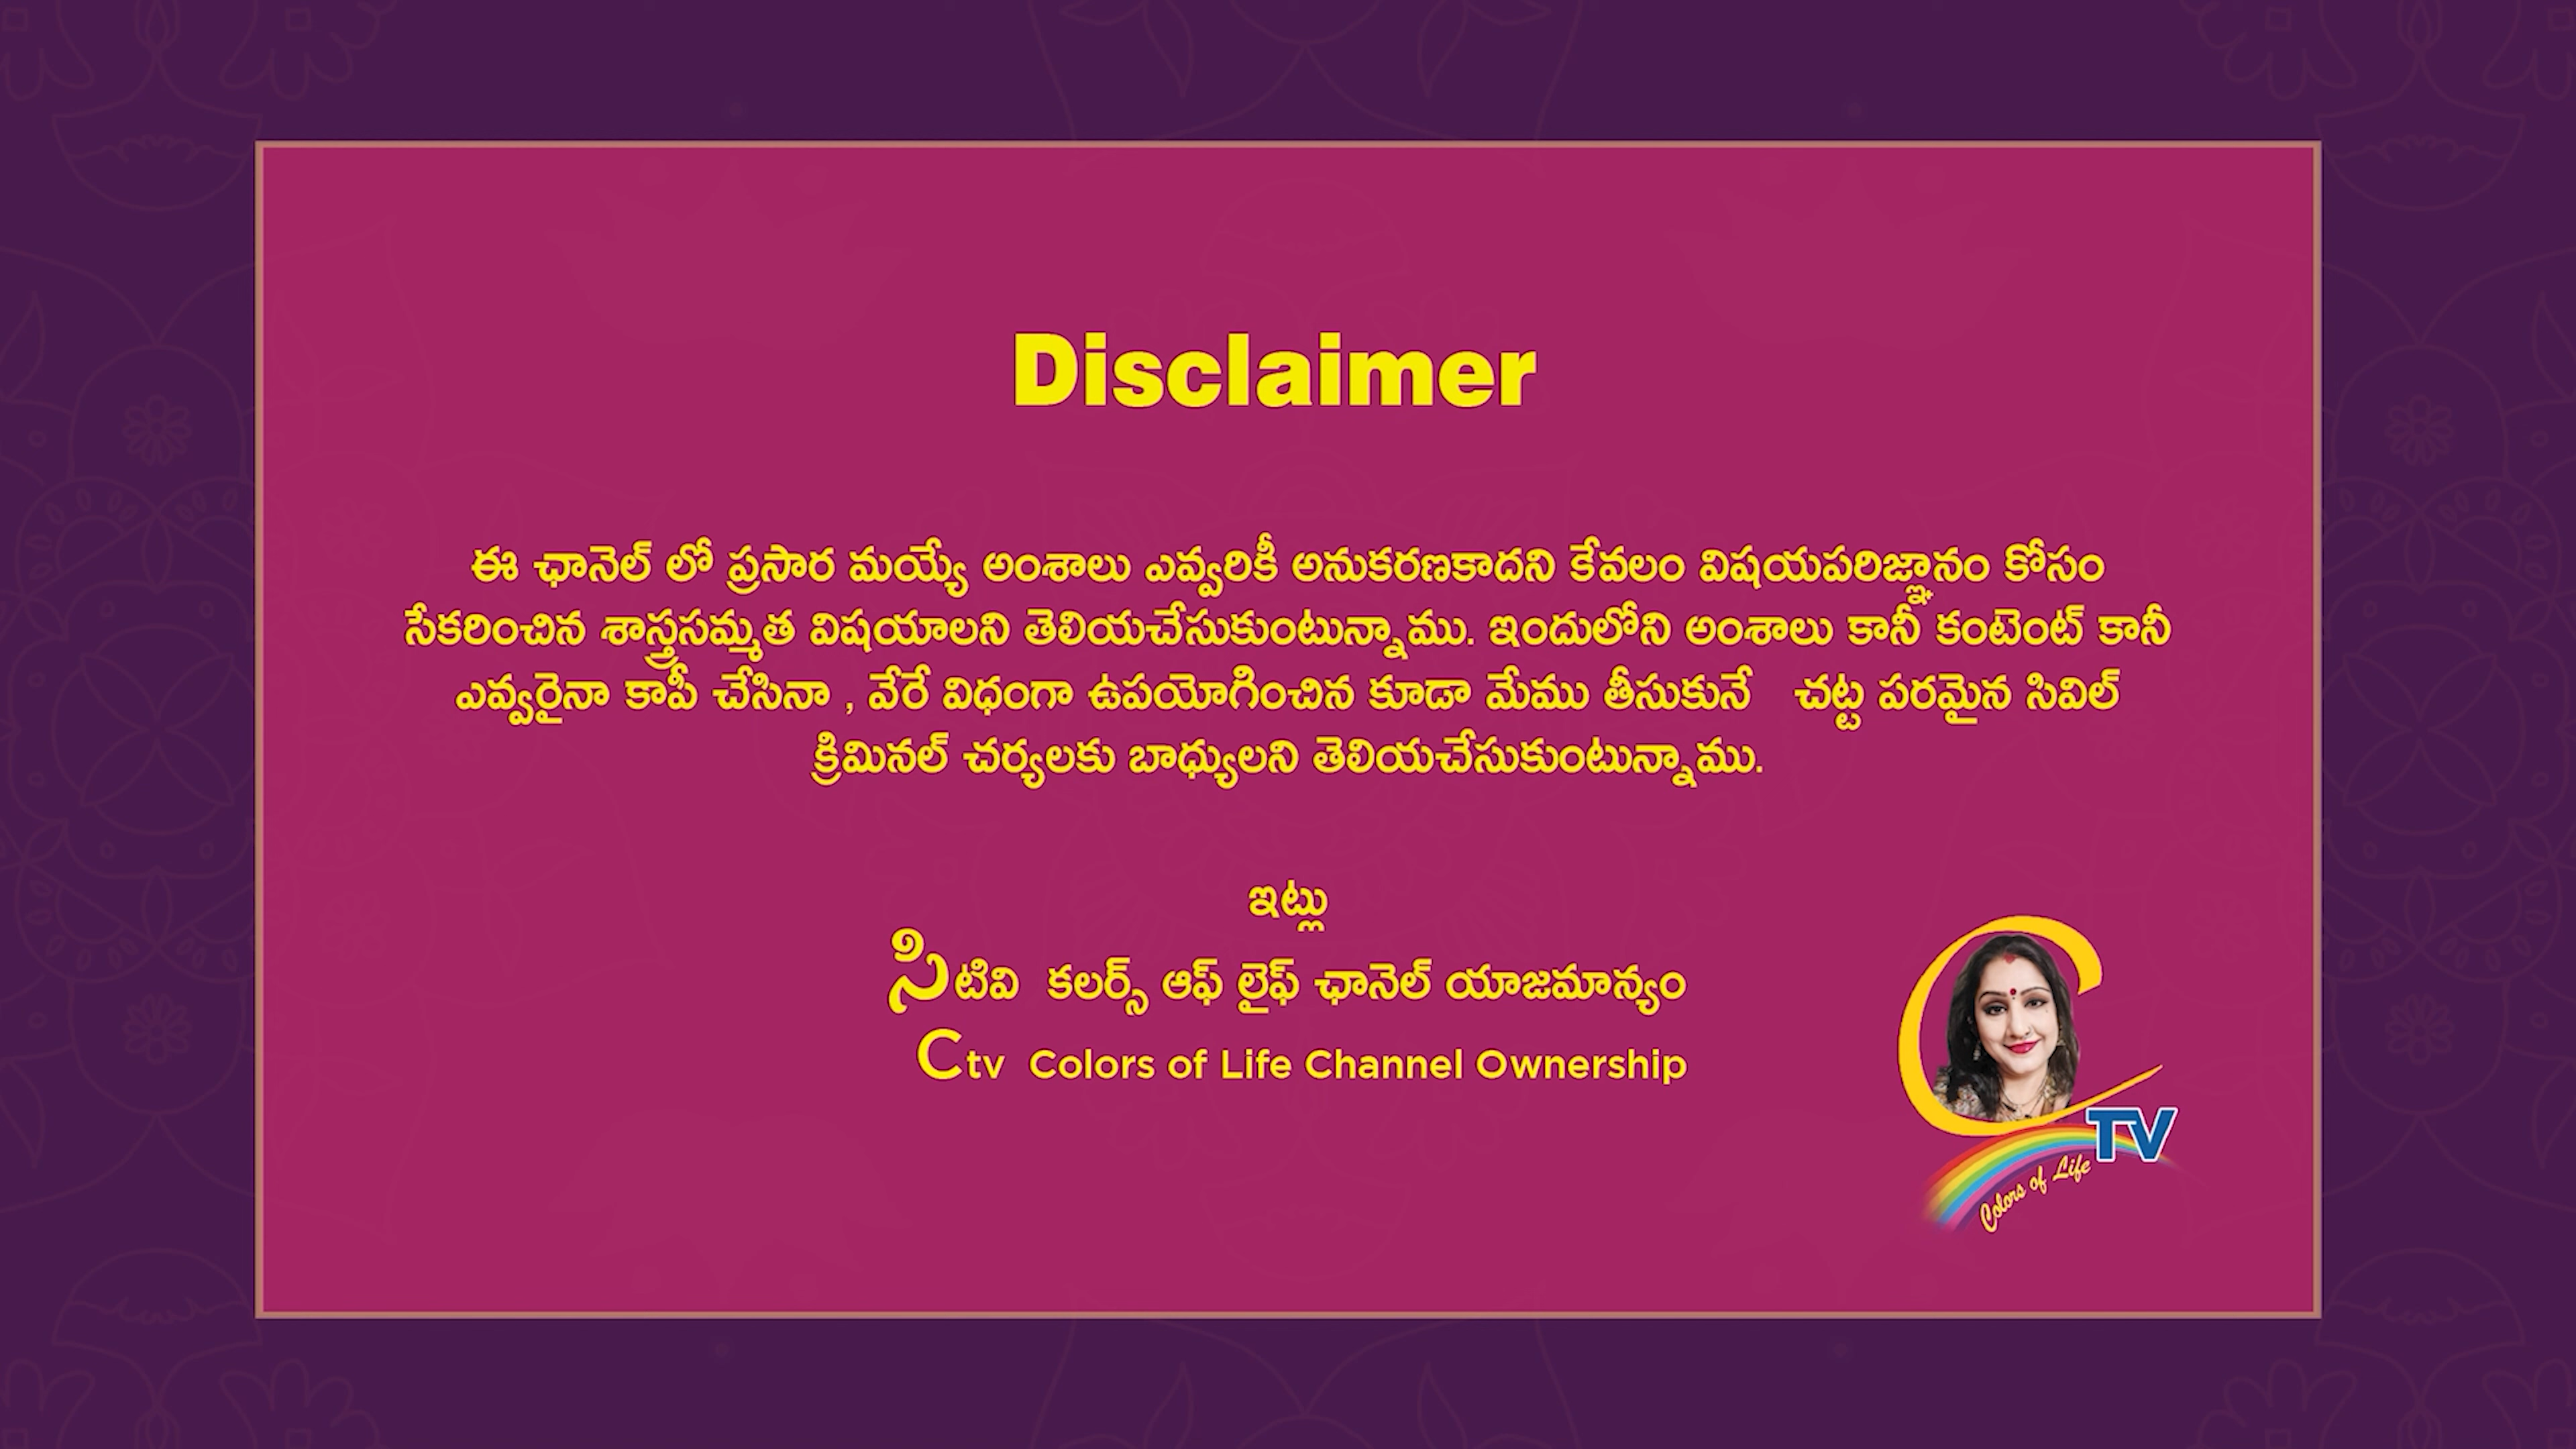 Disclaimer
ఈ ఛానెల్ లో ప్రసార మయ్యే అంశాలు ఎవ్వరికీ అనుకరణకాదని కేవలం విషయపరిజ్ఞానం కోసం
సేకరించిన శాస్త్రసమ్మత విషయాలని తెలియచేసుకుంటున్నాము. ఇందులోని అంశాలు కానీ కంటెంట్ కానీ
ఎవ్వరైనా కాపీ చేసినా , వేరే విధంగా ఉపయోగించిన కూడా మేము తీసుకునే చట్ట పరమైన సివిల్
క్రిమినల్ చర్యలకు బాధ్యులని తెలియచేసుకుంటున్నాము.
ఇట్లు
సిటివి కలర్స్ ఆఫ్ లైఫ్ ఛానెల్ యాజమాన్యం
Ctv Colors of Life Channel Ownership
C TV
Colors of Life